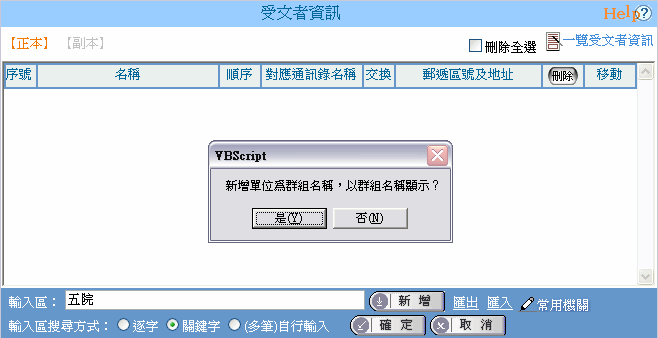 受文者資訊 Help?
【正本】 【副本】 刪除全選 一覽受文者資訊
序號 名稱 順序 對應通訊錄名稱 交換 郵遞區號及地址 刪除 移動
VBScript
新增單位為群組名稱，以群組名稱顯示？
是(Y) 否(N)
輸入區： 五院 新增 匯出 匯入 常用機關
輸入區搜尋方式： 逐字 關鍵字 (多筆)自行輸入 確定 取消